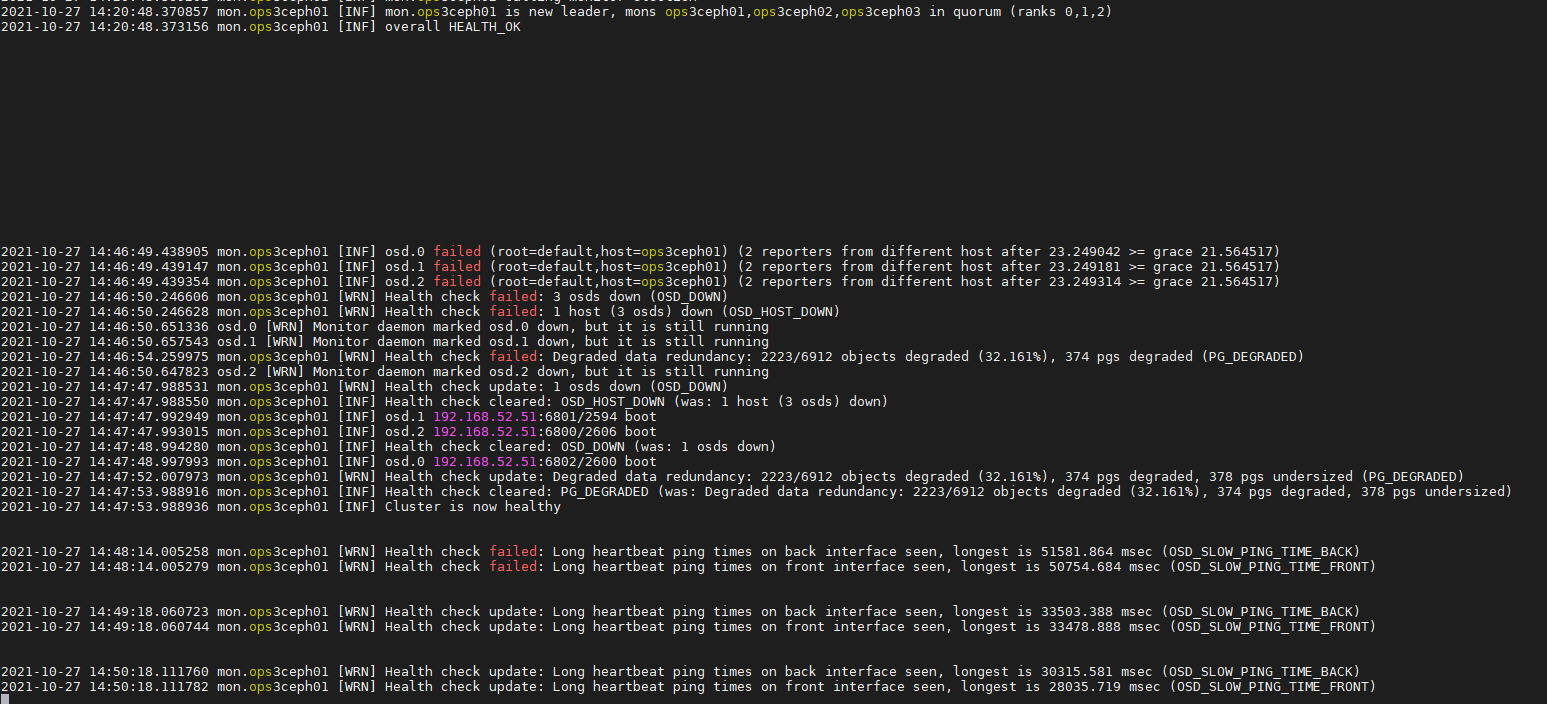 2021-10-27 14:20:48.370857 mon.ops3ceph01 [INF] mon.ops3ceph01 is new leader, mons ops3ceph01,ops3ceph02,ops3ceph03 in quorum (ranks 0,1,2)
2021-10-27 14:20:48.373156 mon.ops3ceph01 [INF] overall HEALTH_OK
2021-10-27 14:46:49.438905 mon.ops3ceph01 [INF] osd.0 failed (root=default,host=ops3ceph01) (2 reporters from different host after 23.249042 >= grace 21.564517)
2021-10-27 14:46:49.439147 mon.ops3ceph01 [INF] osd.1 failed (root=default,host=ops3ceph01) (2 reporters from different host after 23.249181 >= grace 21.564517)
2021-10-27 14:46:49.439354 mon.ops3ceph01 [INF] osd.2 failed (root=default,host=ops3ceph01) (2 reporters from different host after 23.249314 >= grace 21.564517)
2021-10-27 14:46:50.246606 mon.ops3ceph01 [WRN] Health check failed: 3 osds down (OSD_DOWN)
2021-10-27 14:46:50.246628 mon.ops3ceph01 [WRN] Health check failed: 1 host (3 osds) down (OSD_HOST_DOWN)
2021-10-27 14:46:50.651336 osd.0 [WRN] Monitor daemon marked osd.0 down, but it is still running
2021-10-27 14:46:50.657543 osd.1 [WRN] Monitor daemon marked osd.1 down, but it is still running
2021-10-27 14:46:54.259975 mon.ops3ceph01 [WRN] Health check failed: Degraded data redundancy: 2223/6912 objects degraded (32.161%), 374 pgs degraded (PG_DEGRADED)
2021-10-27 14:46:50.647823 osd.2 [WRN] Monitor daemon marked osd.2 down, but it is still running
2021-10-27 14:47:47.988531 mon.ops3ceph01 [WRN] Health check update: 1 osds down (OSD_DOWN)
2021-10-27 14:47:47.988550 mon.ops3ceph01 [INF] Health check cleared: OSD_HOST_DOWN (was: 1 host (3 osds) down)
2021-10-27 14:47:47.992949 mon.ops3ceph01 [INF] osd.1 192.168.52.51:6801/2594 boot
2021-10-27 14:47:47.993015 mon.ops3ceph01 [INF] osd.2 192.168.52.51:6800/2606 boot
2021-10-27 14:47:48.994280 mon.ops3ceph01 [INF] Health check cleared: OSD_DOWN (was: 1 osds down)
2021-10-27 14:47:48.997993 mon.ops3ceph01 [INF] osd.0 192.168.52.51:6802/2600 boot
2021-10-27 14:47:52.007973 mon.ops3ceph01 [WRN] Health check update: Degraded data redundancy: 2223/6912 objects degraded (32.161%), 374 pgs degraded, 378 pgs undersized (PG_DEGRADED)
2021-10-27 14:47:53.988916 mon.ops3ceph01 [INF] Health check cleared: PG_DEGRADED (was: Degraded data redundancy: 2223/6912 objects degraded (32.161%), 374 pgs degraded, 378 pgs undersized)
2021-10-27 14:47:53.988936 mon.ops3ceph01 [INF] Cluster is now healthy
2021-10-27 14:48:14.005258 mon.ops3ceph01 [WRN] Health check failed: Long heartbeat ping times on back interface seen, longest is 51581.864 msec (OSD_SLOW_PING_TIME_BACK)
2021-10-27 14:48:14.005279 mon.ops3ceph01 [WRN] Health check failed: Long heartbeat ping times on front interface seen, longest is 50754.684 msec (OSD_SLOW_PING_TIME_FRONT)
2021-10-27 14:49:18.060723 mon.ops3ceph01 [WRN] Health check update: Long heartbeat ping times on back interface seen, longest is 33503.388 msec (OSD_SLOW_PING_TIME_BACK)
2021-10-27 14:49:18.060744 mon.ops3ceph01 [WRN] Health check update: Long heartbeat ping times on front interface seen, longest is 33478.888 msec (OSD_SLOW_PING_TIME_FRONT)
2021-10-27 14:50:18.111760 mon.ops3ceph01 [WRN] Health check update: Long heartbeat ping times on back interface seen, longest is 30315.581 msec (OSD_SLOW_PING_TIME_BACK)
2021-10-27 14:50:18.111782 mon.ops3ceph01 [WRN] Health check update: Long heartbeat ping times on front interface seen, longest is 28035.719 msec (OSD_SLOW_PING_TIME_FRONT)